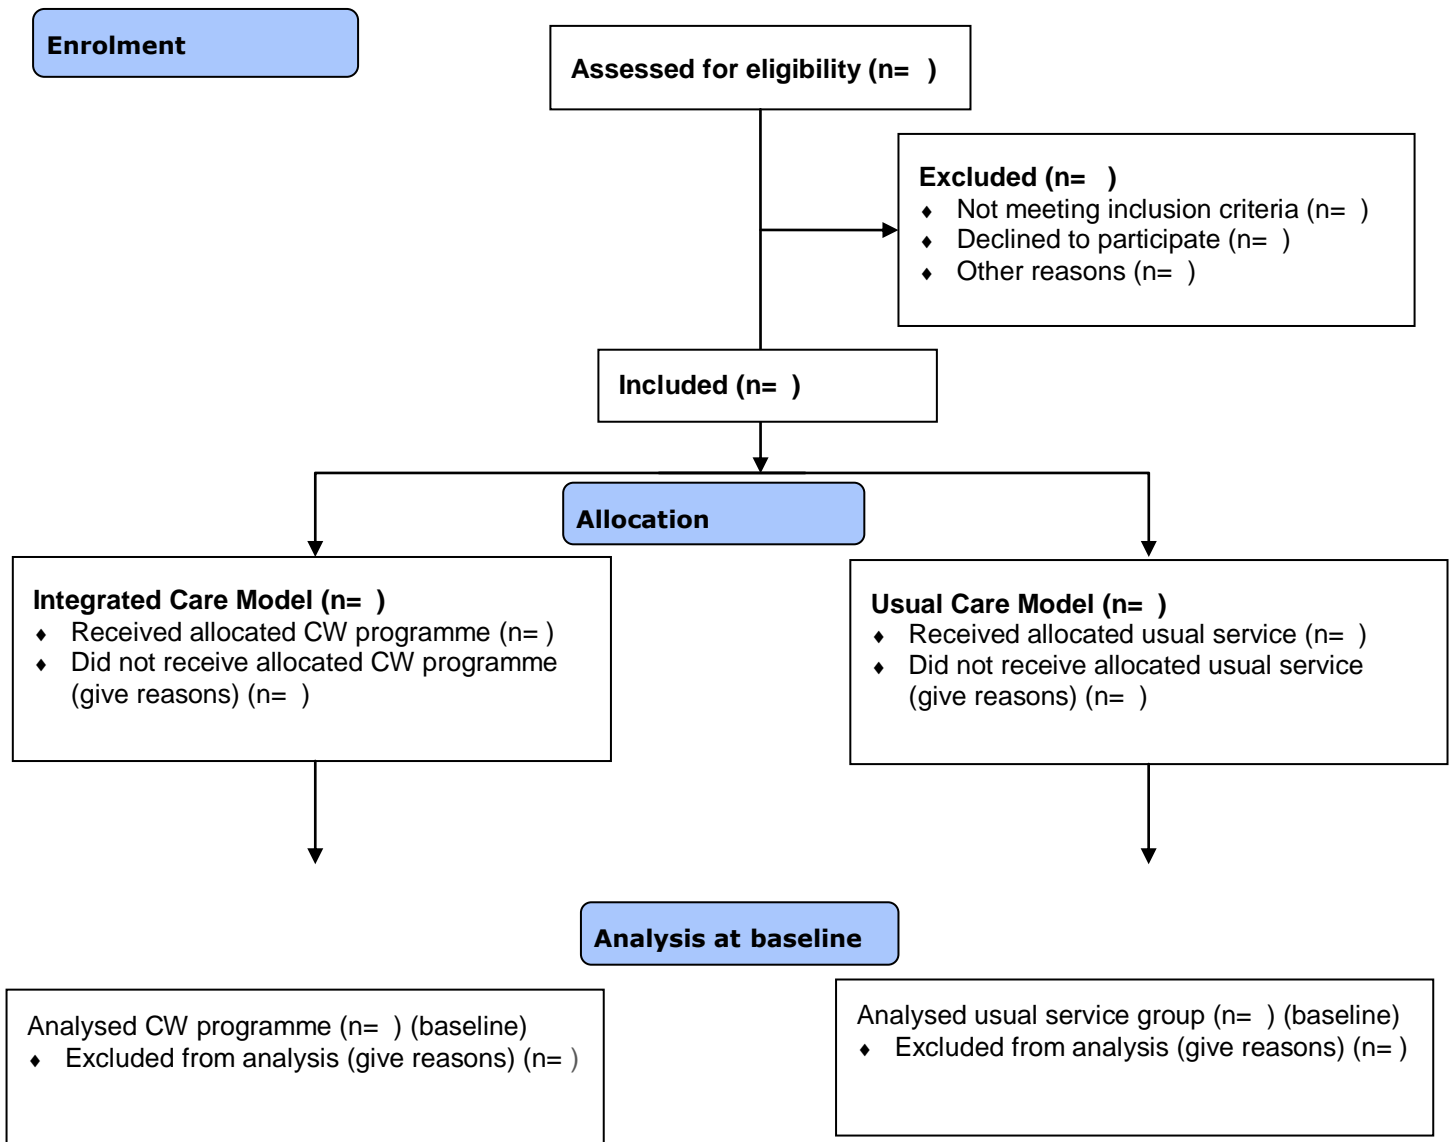 Enrolment
Assessed for eligibility (n=  )
Excluded (n=   )
♦ Not meeting inclusion criteria (n=  )
♦ Declined to participate (n=  )
♦ Other reasons (n=  )
Included (n=  )
Allocation
Integrated Care Model (n=  )
♦ Received allocated CW programme (n= )
♦ Did not receive allocated CW programme
(give reasons) (n=  )
Usual Care Model (n=  )
♦ Received allocated usual service (n=  )
♦ Did not receive allocated usual service
(give reasons) (n=  )
Analysis at baseline
Analysed CW programme (n=  ) (baseline)
♦ Excluded from analysis (give reasons) (n= )
Analysed usual service group (n=  ) (baseline)
♦ Excluded from analysis (give reasons) (n= )